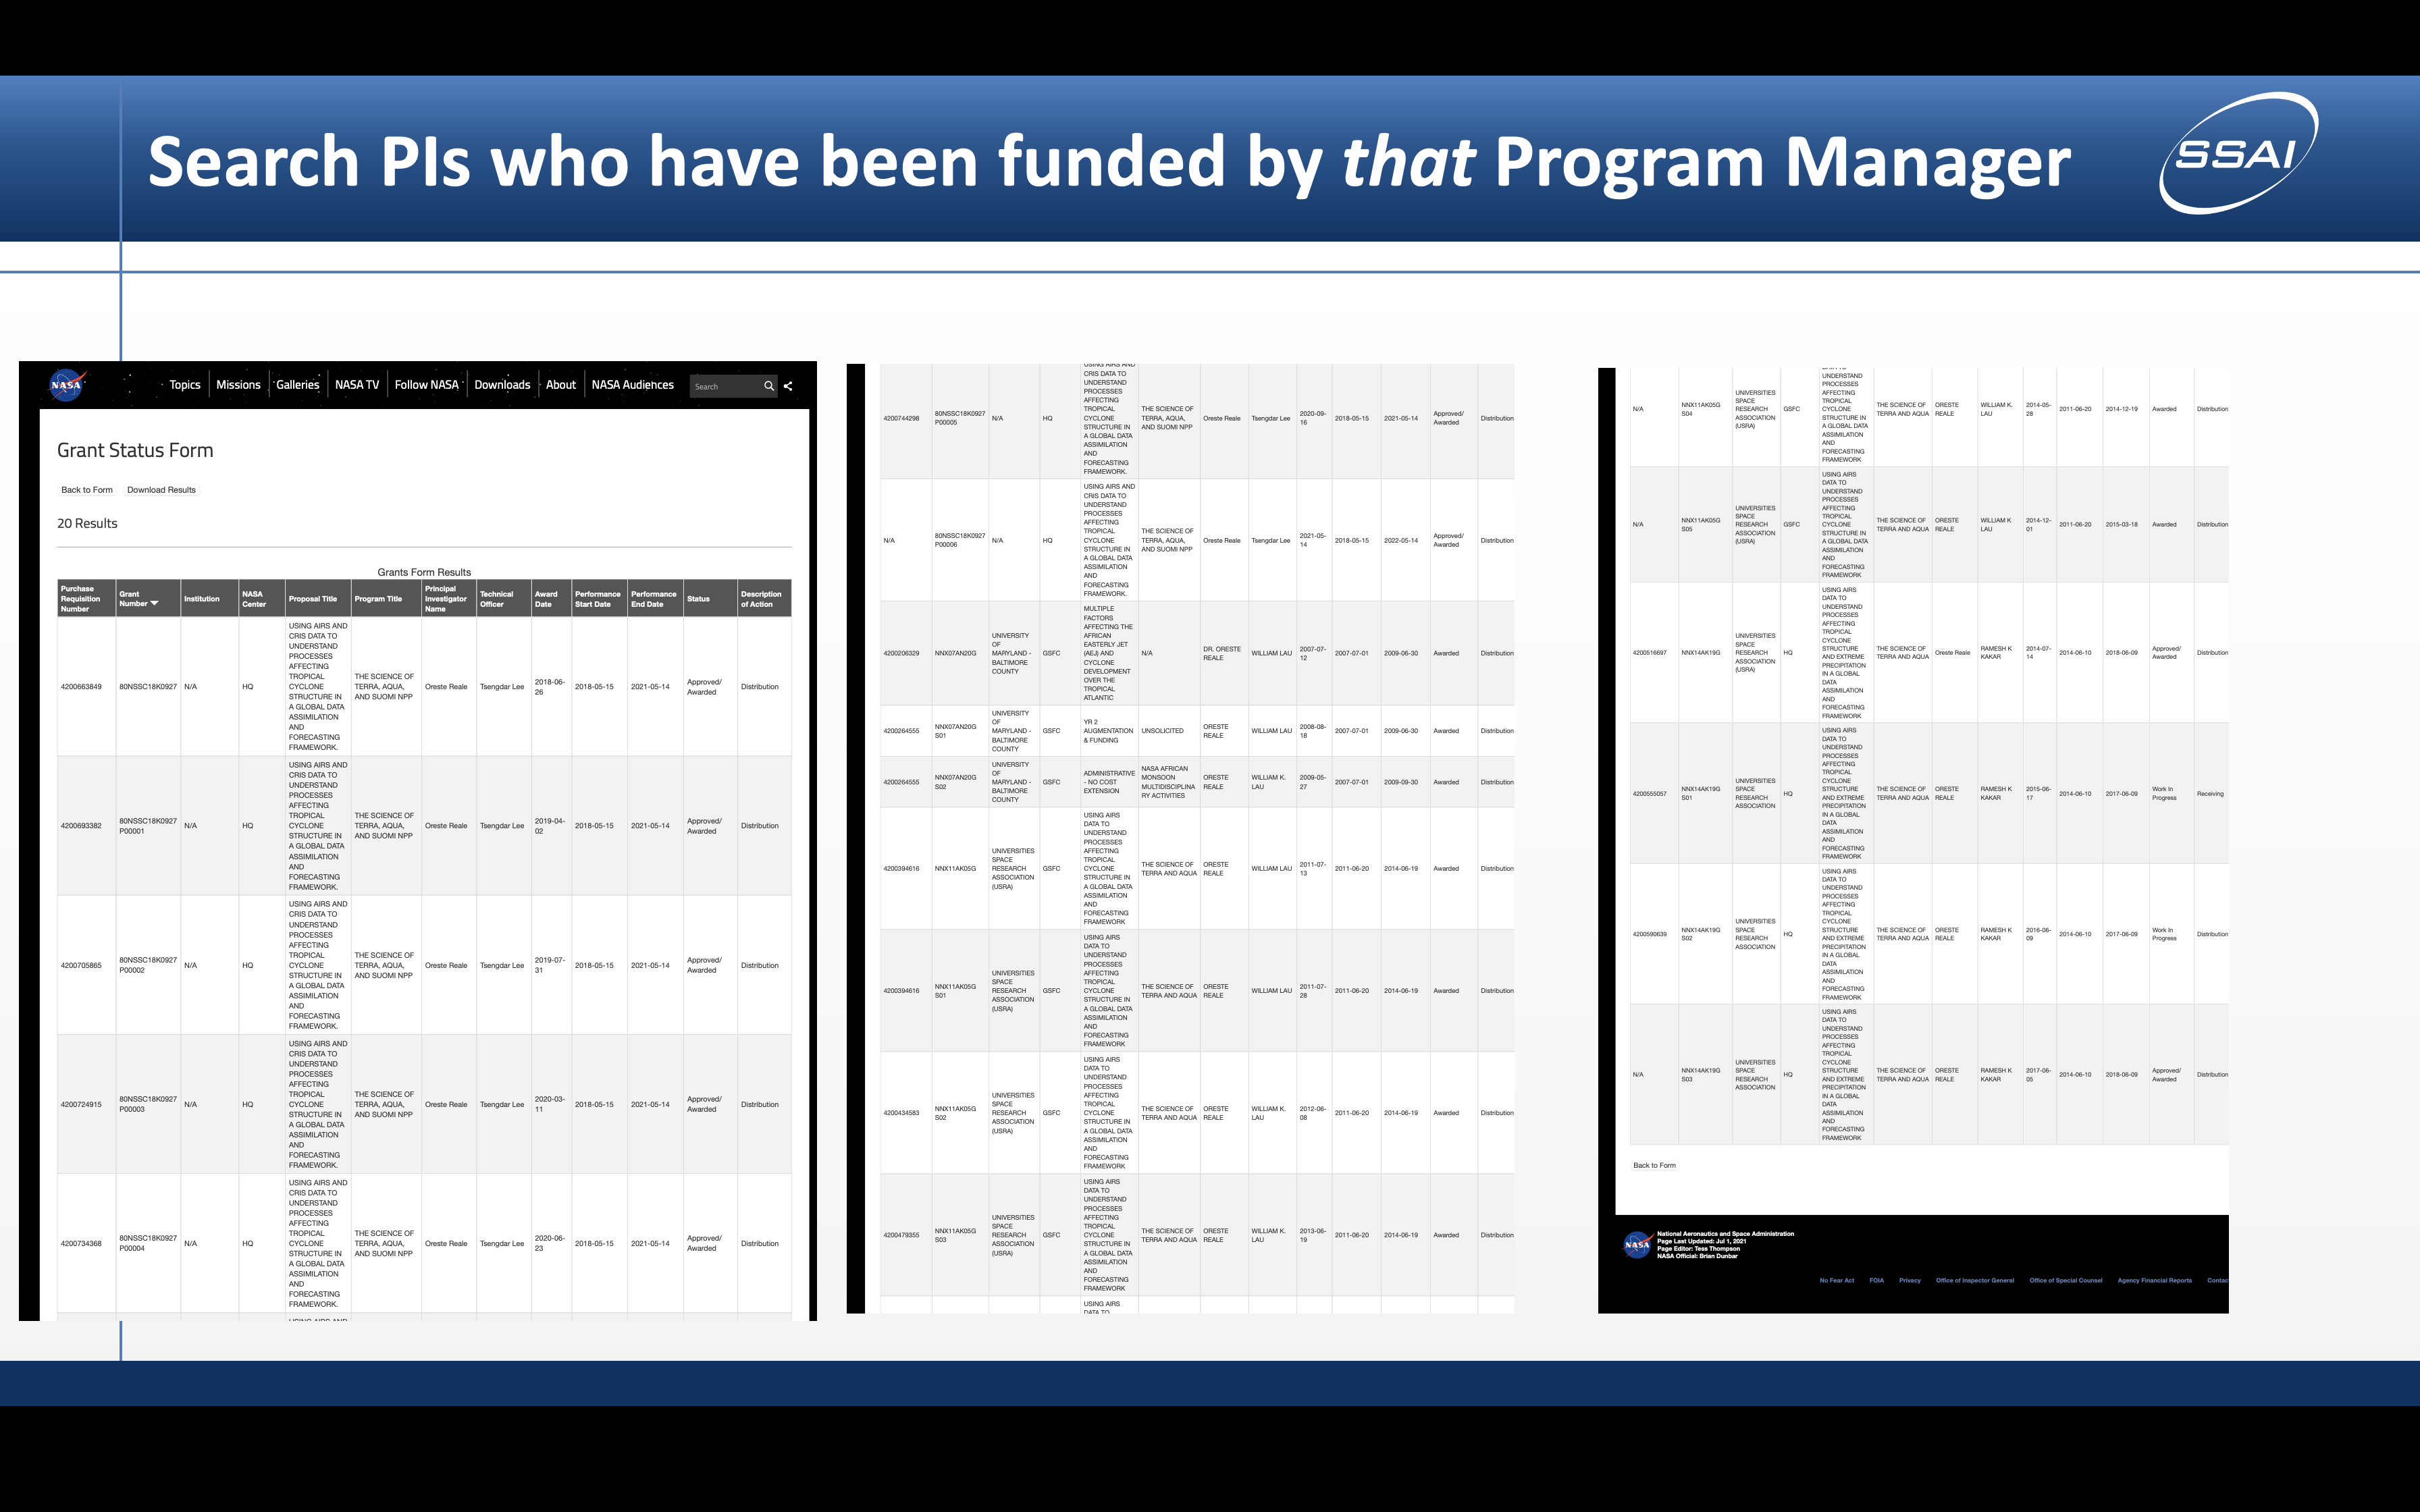 Search PIs who have been funded by that Program Manager
SSAI
NASA
Topics
Missions
Galleries
NASA TV
Follow NASA
Downloads
About
NASA Audiences
Search
Grant Status Form
Back to Form
Download Results
20 Results
Grants Form Results
Purchase
Requisition
Number
Grant
Number
Institution
NASA
Center
Proposal Title
Program Title
Principal
Investigator
Name
Technical
Officer
Award
Date
Performance
Start Date
Performance
End Date
Status
Description
of Action
4200663849
80NSSC18K0927
N/A
HQ
USING AIRS AND
CRIS DATA TO
UNDERSTAND
PROCESSES
AFFECTING
TROPICAL
CYCLONE
STRUCTURE IN
A GLOBAL DATA
ASSIMILATION
AND
FORECASTING
FRAMEWORK.
THE SCIENCE OF
TERRA, AQUA,
AND SUOMI NPP
Oreste Reale
Tsengdar Lee
2018-06-
26
2018-05-15
2021-05-14
Approved/
Awarded
Distribution
4200693382
80NSSC18K0927
P00001
N/A
HQ
USING AIRS AND
CRIS DATA TO
UNDERSTAND
PROCESSES
AFFECTING
TROPICAL
CYCLONE
STRUCTURE IN
A GLOBAL DATA
ASSIMILATION
AND
FORECASTING
FRAMEWORK.
THE SCIENCE OF
TERRA, AQUA,
AND SUOMI NPP
Oreste Reale
Tsengdar Lee
2019-04-
02
2018-05-15
2021-05-14
Approved/
Awarded
Distribution
4200705865
80NSSC18K0927
P00002
N/A
HQ
USING AIRS AND
CRIS DATA TO
UNDERSTAND
PROCESSES
AFFECTING
TROPICAL
CYCLONE
STRUCTURE IN
A GLOBAL DATA
ASSIMILATION
AND
FORECASTING
FRAMEWORK.
THE SCIENCE OF
TERRA, AQUA,
AND SUOMI NPP
Oreste Reale
Tsengdar Lee
2019-07-
31
2018-05-15
2021-05-14
Approved/
Awarded
Distribution
4200724915
80NSSC18K0927
P00003
N/A
HQ
USING AIRS AND
CRIS DATA TO
UNDERSTAND
PROCESSES
AFFECTING
TROPICAL
CYCLONE
STRUCTURE IN
A GLOBAL DATA
ASSIMILATION
AND
FORECASTING
FRAMEWORK.
THE SCIENCE OF
TERRA, AQUA,
AND SUOMI NPP
Oreste Reale
Tsengdar Lee
2020-03-
11
2018-05-15
2021-05-14
Approved/
Awarded
Distribution
4200734368
80NSSC18K0927
P00004
N/A
HQ
USING AIRS AND
CRIS DATA TO
UNDERSTAND
PROCESSES
AFFECTING
TROPICAL
CYCLONE
STRUCTURE IN
A GLOBAL DATA
ASSIMILATION
AND
FORECASTING
FRAMEWORK.
THE SCIENCE OF
TERRA, AQUA,
AND SUOMI NPP
Oreste Reale
Tsengdar Lee
2020-06-
23
2018-05-15
2021-05-14
Approved/
Awarded
Distribution
USING AIRS AND
4200744298
80NSSC18K0927
P00005
N/A
HQ
USING AIRS AND
CRIS DATA TO
UNDERSTAND
PROCESSES
AFFECTING
TROPICAL
CYCLONE
STRUCTURE IN
A GLOBAL DATA
ASSIMILATION
AND
FORECASTING
FRAMEWORK.
THE SCIENCE OF
TERRA, AQUA,
AND SUOMI NPP
Oreste Reale
Tsengdar Lee
2020-09-
16
2018-05-15
2021-05-14
Approved/
Awarded
Distribution
N/A
80NSSC18K0927
P00006
N/A
HQ
USING AIRS AND
CRIS DATA TO
UNDERSTAND
PROCESSES
AFFECTING
TROPICAL
CYCLONE
STRUCTURE IN
A GLOBAL DATA
ASSIMILATION
AND
FORECASTING
FRAMEWORK.
THE SCIENCE OF
TERRA, AQUA,
AND SUOMI NPP
Oreste Reale
Tsengdar Lee
2021-05-
14
2018-05-15
2022-05-14
Approved/
Awarded
Distribution
4200206329
NNX07AN20G
UNIVERSITY
OF
MARYLAND -
BALTIMORE
COUNTY
GSFC
MULTIPLE
FACTORS
AFFECTING THE
AFRICAN
EASTERLY JET
(AEJ) AND
CYCLONE
DEVELOPMENT
OVER THE
TROPICAL
ATLANTIC
N/A
DR. ORESTE
REALE
WILLIAM LAU
2007-07-
12
2007-07-01
2009-06-30
Awarded
Distribution
4200264555
NNX07AN20G
S01
UNIVERSITY
OF
MARYLAND -
BALTIMORE
COUNTY
GSFC
YR 2
AUGMENTATION
& FUNDING
UNSOLICITED
ORESTE
REALE
WILLIAM LAU
2008-08-
18
2007-07-01
2009-06-30
Awarded
Distribution
4200264555
NNX07AN20G
S02
UNIVERSITY
OF
MARYLAND -
BALTIMORE
COUNTY
GSFC
ADMINISTRATIVE
- NO COST
EXTENSION
NASA AFRICAN
MONSOON
MULTIDISCIPLINA
RY ACTIVITIES
ORESTE
REALE
WILLIAM K.
LAU
2009-05-
27
2007-07-01
2009-09-30
Awarded
Distribution
4200394616
NNX11AK05G
UNIVERSITIES
SPACE
RESEARCH
ASSOCIATION
(USRA)
GSFC
USING AIRS
DATA TO
UNDERSTAND
PROCESSES
AFFECTING
TROPICAL
CYCLONE
STRUCTURE IN
A GLOBAL DATA
ASSIMILATION
AND
FORECASTING
FRAMEWORK
THE SCIENCE OF
TERRA AND AQUA
ORESTE
REALE
WILLIAM LAU
2011-07-
13
2011-06-20
2014-06-19
Awarded
Distribution
4200394616
NNX11AK05G
S01
UNIVERSITIES
SPACE
RESEARCH
ASSOCIATION
(USRA)
GSFC
USING AIRS
DATA TO
UNDERSTAND
PROCESSES
AFFECTING
TROPICAL
CYCLONE
STRUCTURE IN
A GLOBAL DATA
ASSIMILATION
AND
FORECASTING
FRAMEWORK
THE SCIENCE OF
TERRA AND AQUA
ORESTE
REALE
WILLIAM LAU
2011-07-
28
2011-06-20
2014-06-19
Awarded
Distribution
4200434583
NNX11AK05G
S02
UNIVERSITIES
SPACE
RESEARCH
ASSOCIATION
(USRA)
GSFC
USING AIRS
DATA TO
UNDERSTAND
PROCESSES
AFFECTING
TROPICAL
CYCLONE
STRUCTURE IN
A GLOBAL DATA
ASSIMILATION
AND
FORECASTING
FRAMEWORK
THE SCIENCE OF
TERRA AND AQUA
ORESTE
REALE
WILLIAM K.
LAU
2012-06-
08
2011-06-20
2014-06-19
Awarded
Distribution
4200479355
NNX11AK05G
S03
UNIVERSITIES
SPACE
RESEARCH
ASSOCIATION
(USRA)
GSFC
USING AIRS
DATA TO
UNDERSTAND
PROCESSES
AFFECTING
TROPICAL
CYCLONE
STRUCTURE IN
A GLOBAL DATA
ASSIMILATION
AND
FORECASTING
FRAMEWORK
THE SCIENCE OF
TERRA AND AQUA
ORESTE
REALE
WILLIAM K.
LAU
2013-06-
19
2011-06-20
2014-06-19
Awarded
Distribution
USING AIRS
DATA TO
N/A
NNX11AK05G
S04
UNIVERSITIES
SPACE
RESEARCH
ASSOCIATION
(USRA)
GSFC
DATA TO
UNDERSTAND
PROCESSES
AFFECTING
TROPICAL
CYCLONE
STRUCTURE IN
A GLOBAL DATA
ASSIMILATION
AND
FORECASTING
FRAMEWORK
THE SCIENCE OF
TERRA AND AQUA
ORESTE
REALE
WILLIAM K.
LAU
2014-05-
28
2011-06-20
2014-12-19
Awarded
Distribution
N/A
NNX11AK05G
S05
UNIVERSITIES
SPACE
RESEARCH
ASSOCIATION
(USRA)
GSFC
USING AIRS
DATA TO
UNDERSTAND
PROCESSES
AFFECTING
TROPICAL
CYCLONE
STRUCTURE IN
A GLOBAL DATA
ASSIMILATION
AND
FORECASTING
FRAMEWORK
THE SCIENCE OF
TERRA AND AQUA
ORESTE
REALE
WILLIAM K
LAU
2014-12-
01
2011-06-20
2015-03-18
Awarded
Distribution
4200516697
NNX14AK19G
UNIVERSITIES
SPACE
RESEARCH
ASSOCIATION
(USRA)
HQ
USING AIRS
DATA TO
UNDERSTAND
PROCESSES
AFFECTING
TROPICAL
CYCLONE
STRUCTURE
AND EXTREME
PRECIPITATION
IN A GLOBAL
DATA
ASSIMILATION
AND
FORECASTING
FRAMEWORK
THE SCIENCE OF
TERRA AND AQUA
Oreste Reale
RAMESH K
KAKAR
2014-07-
14
2014-06-10
2018-06-09
Approved/
Awarded
Distribution
4200555057
NNX14AK19G
S01
UNIVERSITIES
SPACE
RESEARCH
ASSOCIATION
HQ
USING AIRS
DATA TO
UNDERSTAND
PROCESSES
AFFECTING
TROPICAL
CYCLONE
STRUCTURE
AND EXTREME
PRECIPITATION
IN A GLOBAL
DATA
ASSIMILATION
AND
FORECASTING
FRAMEWORK
THE SCIENCE OF
TERRA AND AQUA
ORESTE
REALE
RAMESH K
KAKAR
2015-06-
17
2014-06-10
2017-06-09
Work In
Progress
Receiving
4200590639
NNX14AK19G
S02
UNIVERSITIES
SPACE
RESEARCH
ASSOCIATION
HQ
USING AIRS
DATA TO
UNDERSTAND
PROCESSES
AFFECTING
TROPICAL
CYCLONE
STRUCTURE
AND EXTREME
PRECIPITATION
IN A GLOBAL
DATA
ASSIMILATION
AND
FORECASTING
FRAMEWORK
THE SCIENCE OF
TERRA AND AQUA
ORESTE
REALE
RAMESH K
KAKAR
2016-06-
09
2014-06-10
2017-06-09
Work In
Progress
Distribution
N/A
NNX14AK19G
S03
UNIVERSITIES
SPACE
RESEARCH
ASSOCIATION
HQ
USING AIRS
DATA TO
UNDERSTAND
PROCESSES
AFFECTING
TROPICAL
CYCLONE
STRUCTURE
AND EXTREME
PRECIPITATION
IN A GLOBAL
DATA
ASSIMILATION
AND
FORECASTING
FRAMEWORK
THE SCIENCE OF
TERRA AND AQUA
ORESTE
REALE
RAMESH K
KAKAR
2017-06-
05
2014-06-10
2018-06-09
Approved/
Awarded
Distribution
Back to Form
NASA
National Aeronautics and Space Administration
Page Last Updated: Jul 1, 2021
Page Editor: Tess Thompson
NASA Official: Brian Dunbar
No Fear Act
FOIA
Privacy
Office of Inspector General
Office of Special Counsel
Agency Financial Reports
Contac